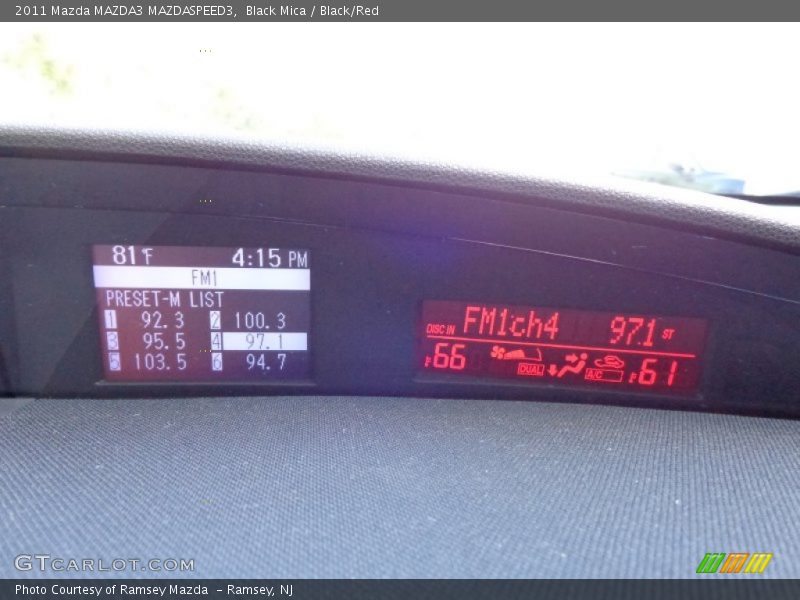 2011 Mazda MAZDA3 MAZDASPEED3, Black Mica / Black/Red
81°F 4:15 PM
FM1
PRESET-M LIST
1 92.3 2 100.3
3 95.5 4 97.1
5 103.5 6 94.7
DISC IN FM1ch4 97.1 ST
F66 DUAL A/C F61
GTCARLOT.COM
Photo Courtesy of Ramsey Mazda - Ramsey, NJ